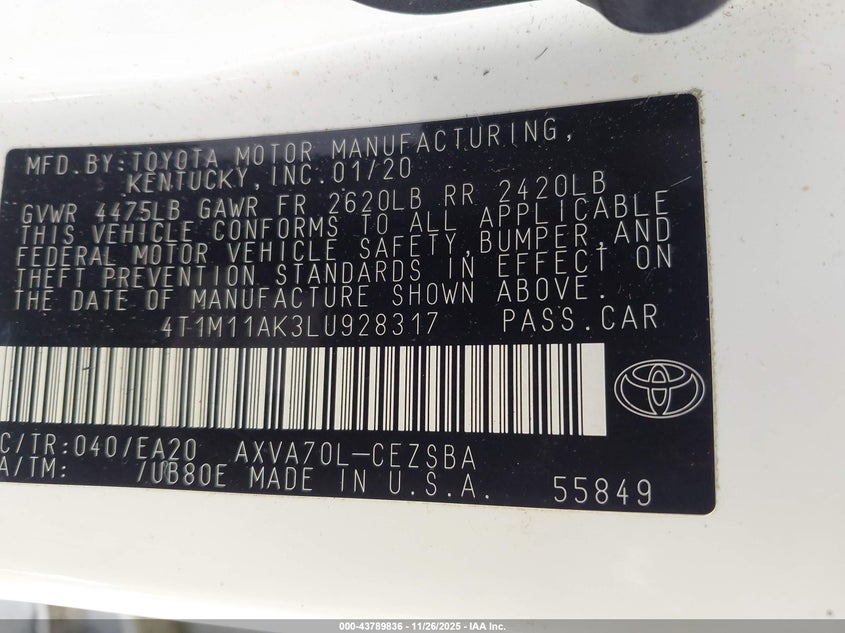 MFD.BY:TOYOTA MOTOR MANUFACTURING,
KENTUCKY,INC.01/20
GVWR 4475LB GAWR FR 2620LB RR 2420LB
THIS VEHICLE CONFORMS TO ALL APPLICABLE
FEDERAL MOTOR VEHICLE SAFETY,BUMPER,AND
THEFT PREVENTION STANDARDS IN EFFECT ON
THE DATE OF MANUFACTURE SHOWN ABOVE.
4T1M11AK3LU928317 PASS.CAR
C/TR:040/EA20 AXVA70L-CEZSBA
A/TM: /UB80E MADE IN U.S.A. 55849
000-43789836 - 11/26/2025 - IAA Inc.